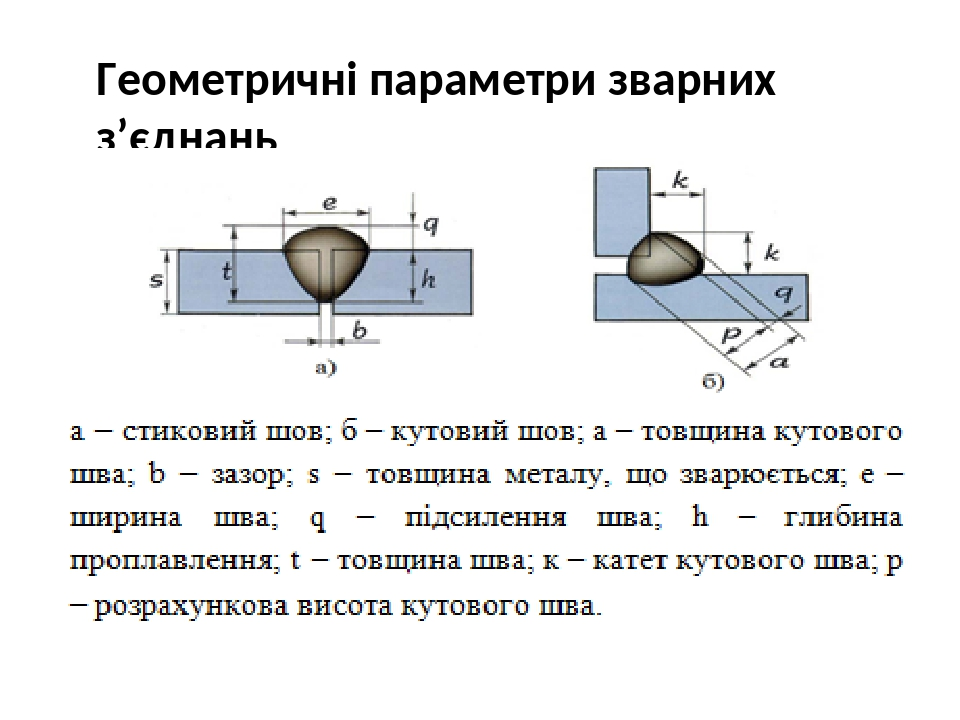 Геометричні параметри зварних
з’єднань
e
q
k
t
s
h
k
q
b
p
a
а)
б)
а – стиковий шов; б – кутовий шов; а – товщина кутового
шва; b – зазор; s – товщина металу, що зварюється; е –
ширина шва; q – підсилення шва; h – глибина
проплавлення; t – товщина шва; к – катет кутового шва; р
– розрахункова висота кутового шва.